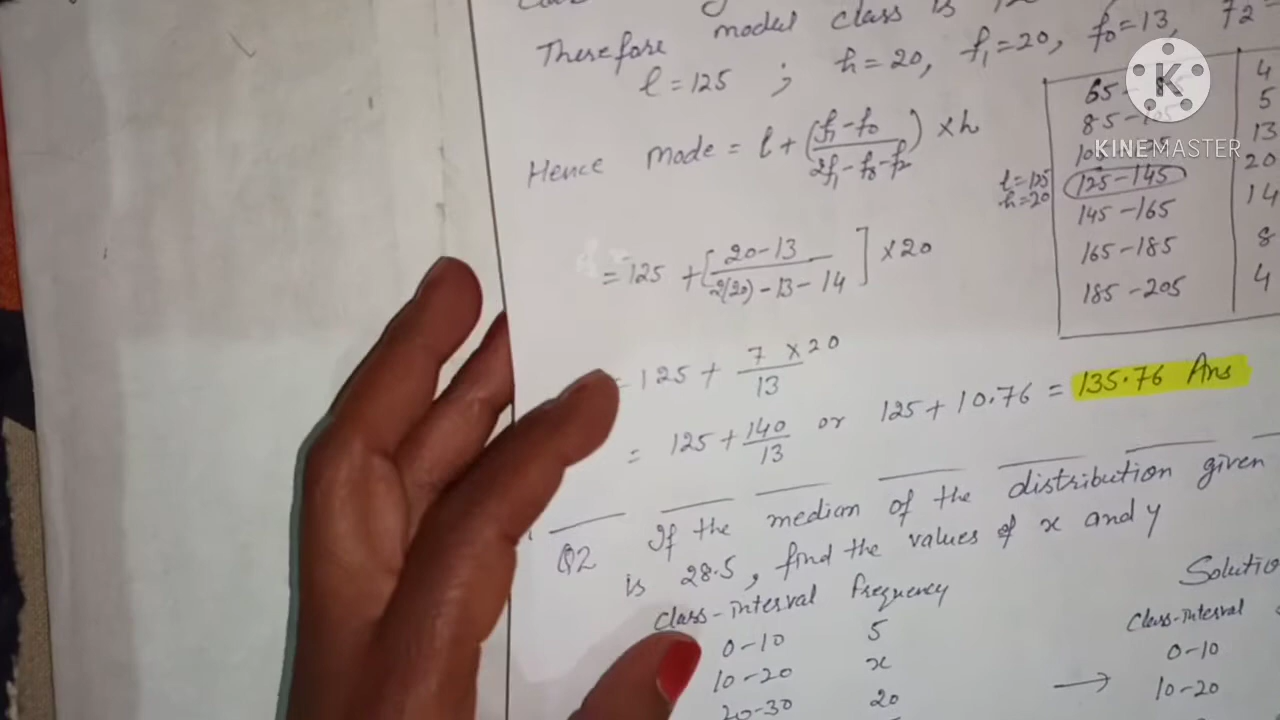 Therefore modul class is
l = 125 ; h = 20, f₁ = 20, f₀ = 13, f₂ =
Hence mode = l + (f₁ - f₀ / 2f₁ - f₀ - f₂) × h
= 125 + [20 - 13 / 2(20) - 13 - 14] × 20
= 125 + 7 × 20 / 13
= 125 + 140/13 or 125 + 10.76 = 135.76 Ans
65 - 4
85 - 5
13
l = 125
h = 20
125 - 145 20
145 - 165 14
165 - 185 8
185 - 205 4
K
KINEMASTER
Q2 If the median of the distribution given
is 28.5, find the values of x and y
Class-interval Frequency
0-10 5
10-20 x
20-30 20
Class-interval
0-10
→ 10-20